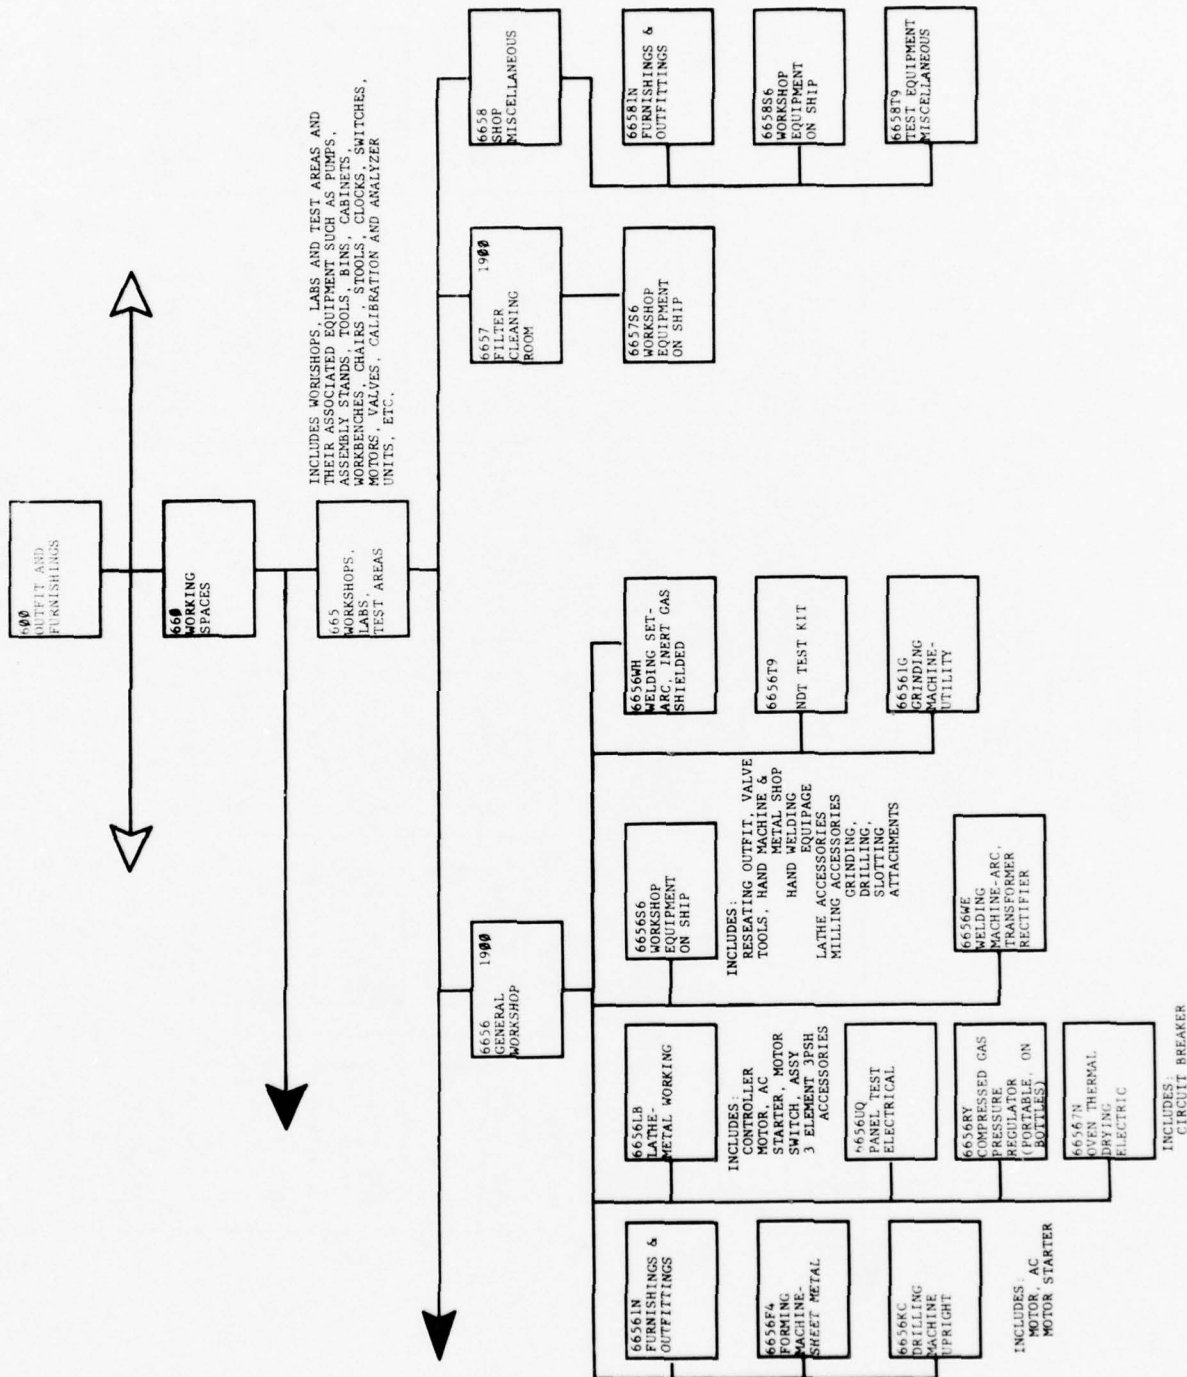 600
OUTFIT AND
FURNISHINGS
660
WORKING
SPACES
665
WORKSHOPS,
LABS,
TEST AREAS
INCLUDES WORKSHOPS, LABS AND TEST AREAS AND
THEIR ASSOCIATED EQUIPMENT SUCH AS PUMPS,
ASSEMBLY STANDS, TOOLS, BINS, CABINETS,
WORKBENCHES, CHAIRS, STOOLS, CLOCKS, SWITCHES,
MOTORS, VALVES, CALIBRATION AND ANALYZER
UNITS, ETC.
6656 1900
GENERAL
WORKSHOP
6657 1900
FILTER
CLEANING
ROOM
6658
SHOP
MISCELLANEOUS
66561N
FURNISHINGS &
OUTFITTINGS
6656F4
FORMING
MACHINE-
SHEET METAL
6656KC
DRILLING
MACHINE
UPRIGHT
INCLUDES:
MOTOR, AC
MOTOR STARTER
6656LB
LATHE-
METAL WORKING
INCLUDES:
CONTROLLER
MOTOR, AC
STARTER, MOTOR
SWITCH, ASSY
3 ELEMENT 3PSH
ACCESSORIES
6656UQ
PANEL TEST
ELECTRICAL
6656RY
COMPRESSED GAS
PRESSURE
REGULATOR
(PORTABLE, ON
BOTTLES)
66567N
OVEN THERMAL
DRYING
ELECTRIC
INCLUDES:
CIRCUIT BREAKER
6656S6
WORKSHOP
EQUIPMENT
ON SHIP
INCLUDES:
RESEATING OUTFIT, VALVE
TOOLS, HAND MACHINE &
METAL SHOP
HAND WELDING
EQUIPAGE
LATHE ACCESSORIES
MILLING ACCESSORIES
GRINDING,
DRILLING,
SLOTTING
ATTACHMENTS
6656WE
WELDING
MACHINE-ARC,
TRANSFORMER
RECTIFIER
6656WH
WELDING SET-
ARC, INERT GAS
SHIELDED
6656T9
NDT TEST KIT
66561G
GRINDING
MACHINE-
UTILITY
6657S6
WORKSHOP
EQUIPMENT
ON SHIP
66581N
FURNISHINGS &
OUTFITTINGS
6658S6
WORKSHOP
EQUIPMENT
ON SHIP
6658T9
TEST EQUIPMENT
MISCELLANEOUS